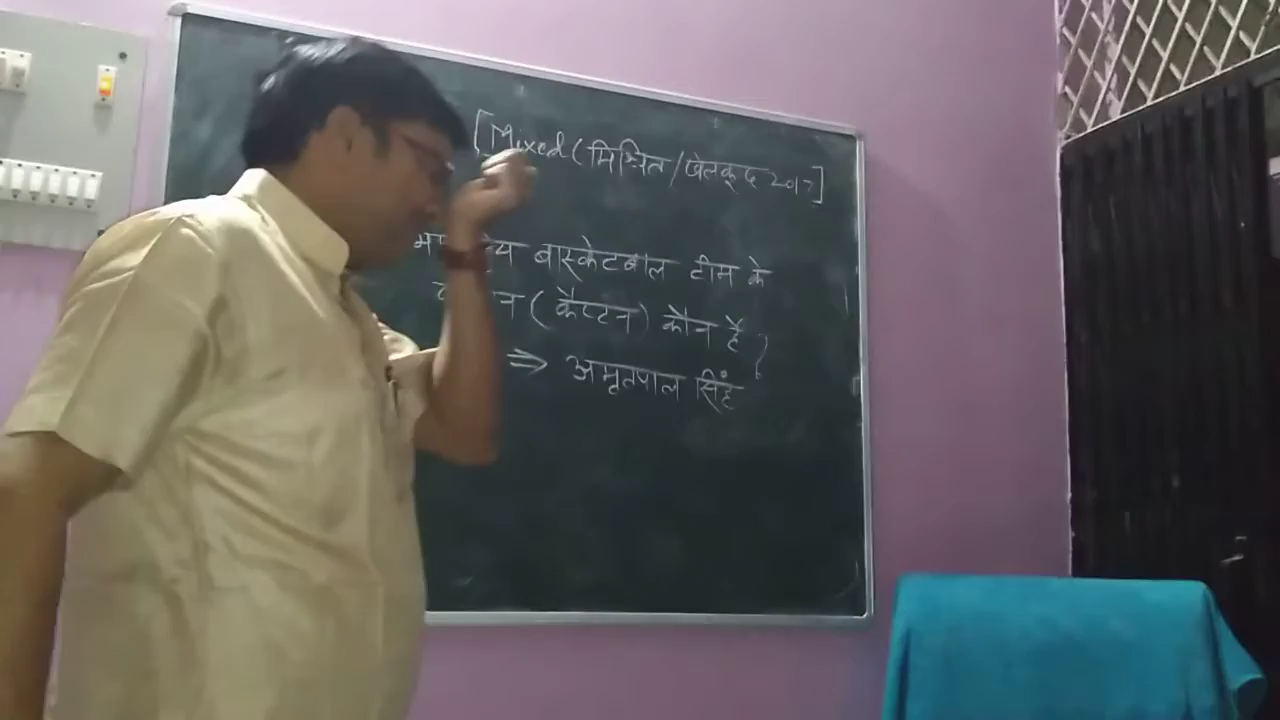 [Mixed (मिश्रित/खेलकूद 2017]
बास्केटबाल टीम के
(कैप्टन) कौन है?
⇒ अमृतपाल सिंह